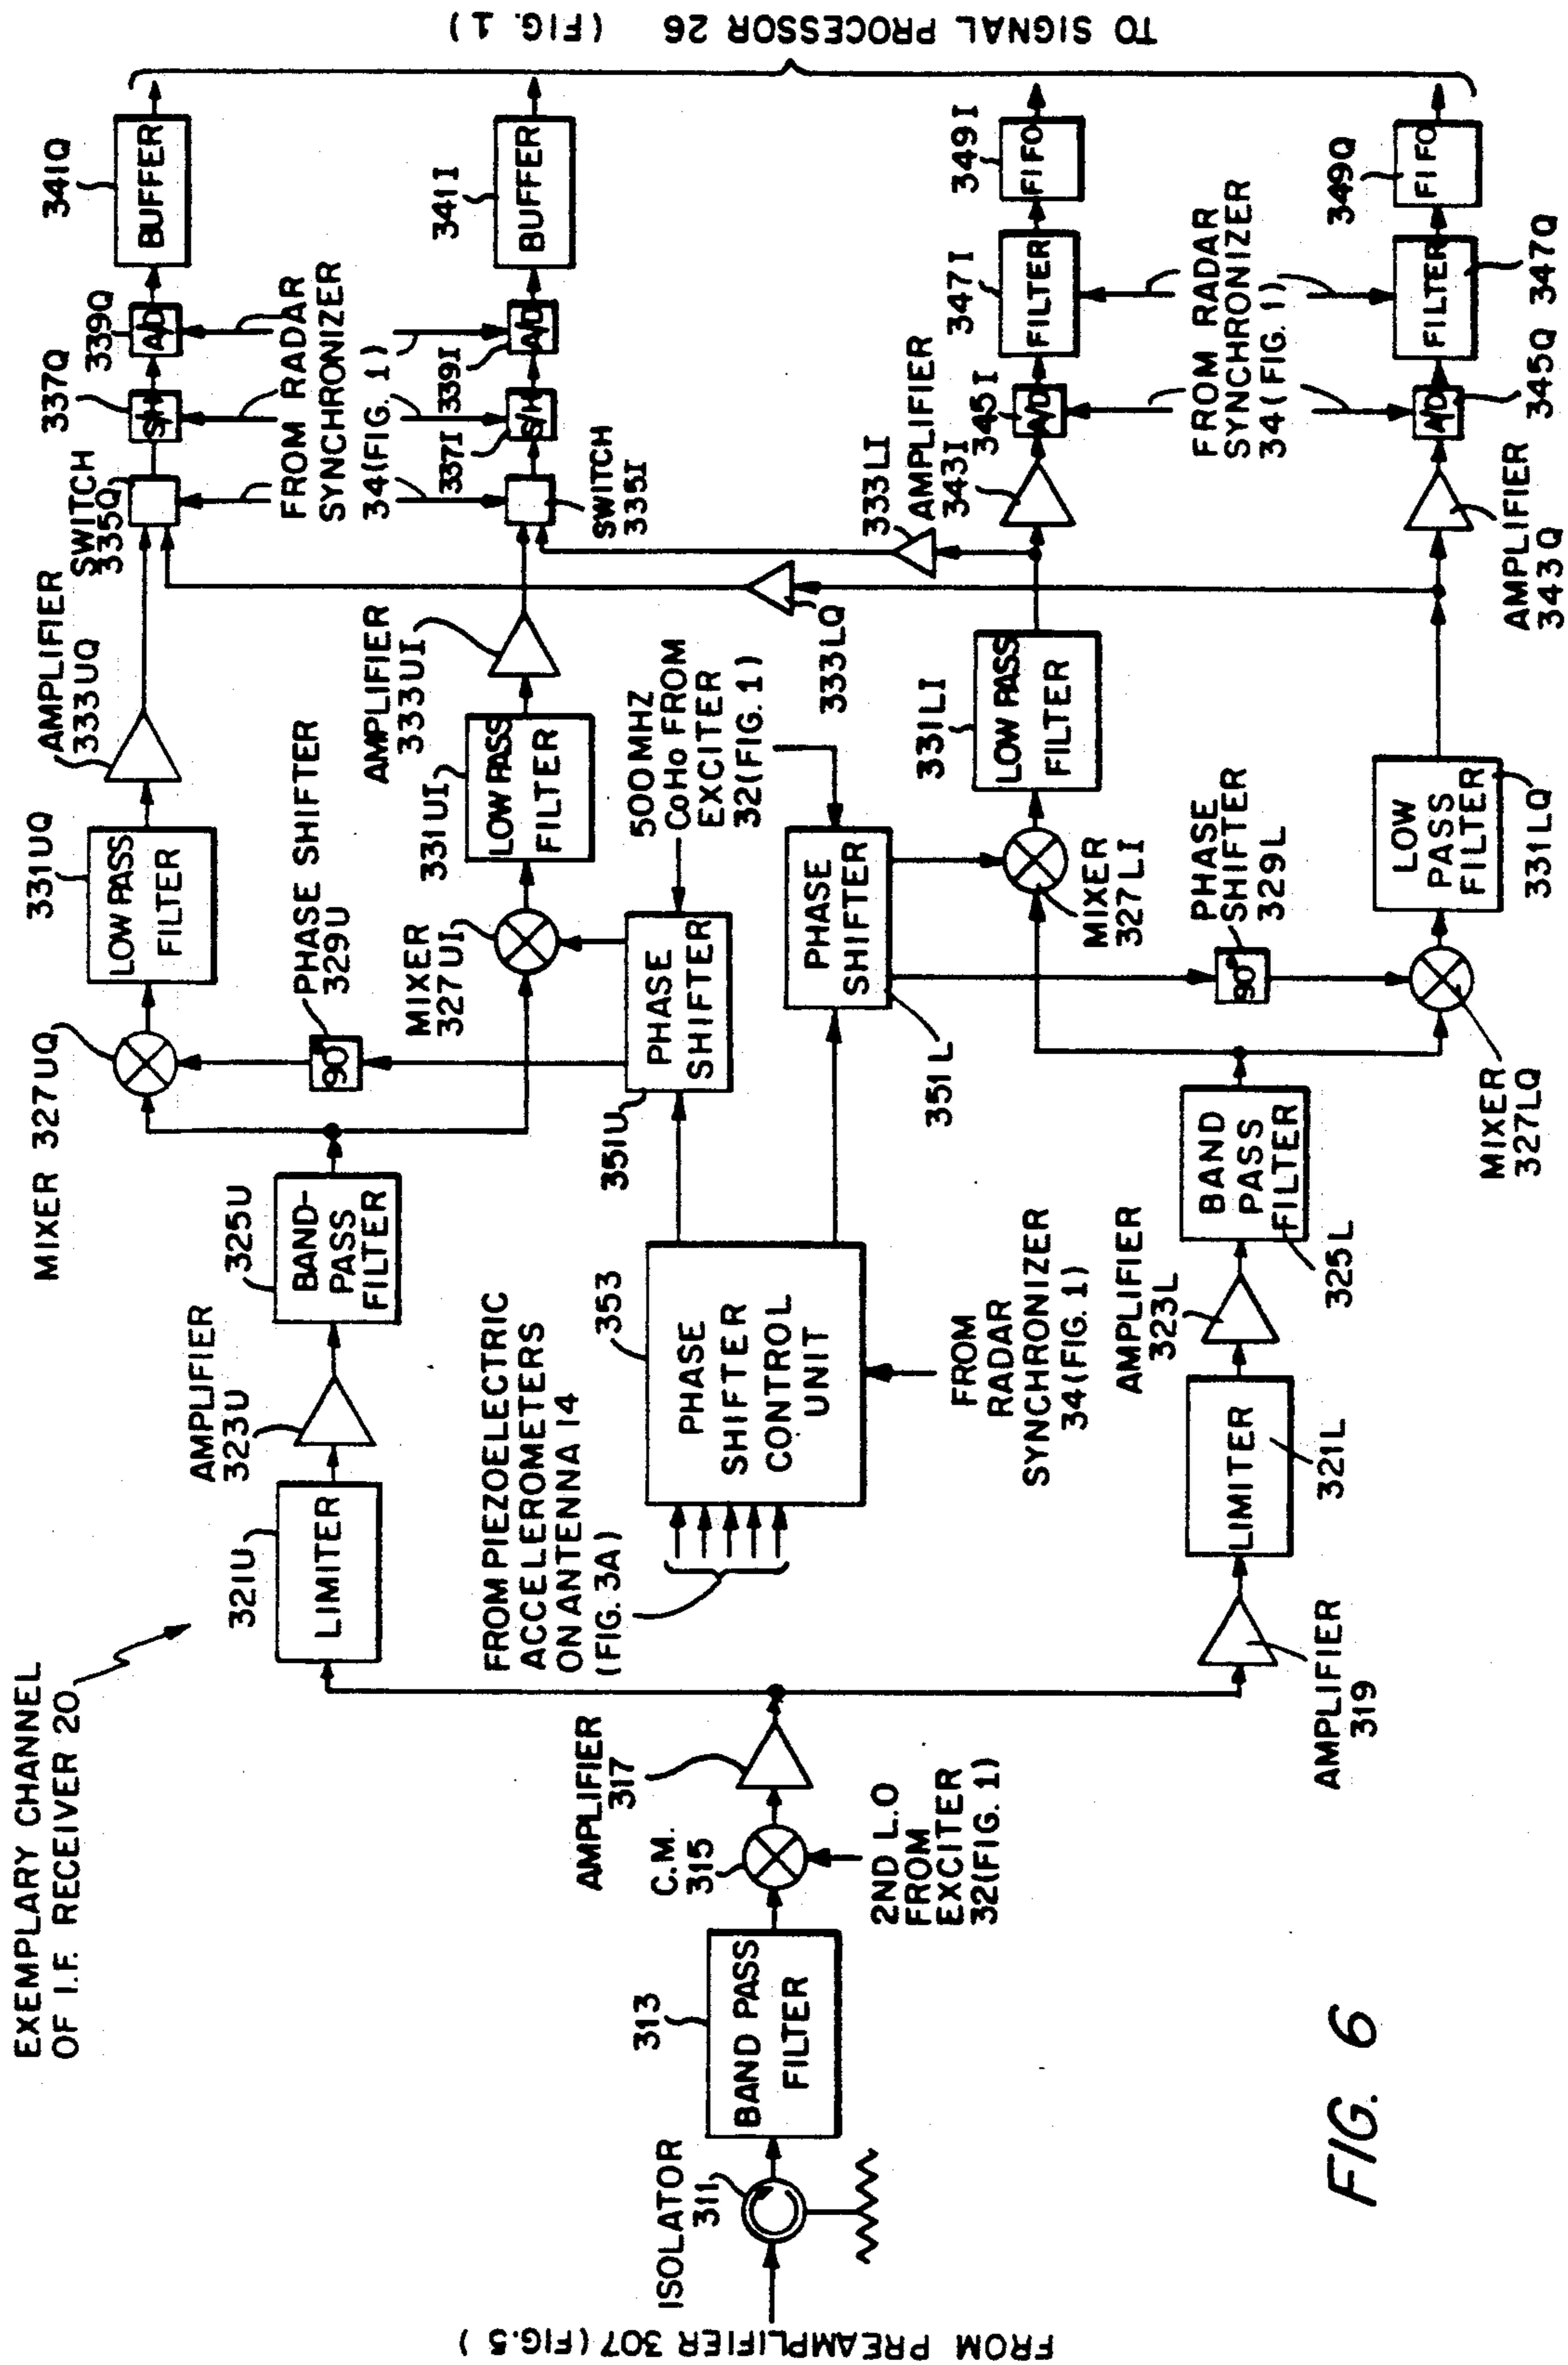 EXEMPLARY CHANNEL
OF I.F. RECEIVER 20
FROM PREAMPLIFIER 307 (FIG.5)
ISOLATOR
311
313
BAND PASS
FILTER
C.M.
315
2ND L.O
FROM
EXCITER
32(FIG. 1)
AMPLIFIER
317
AMPLIFIER
319
321U
LIMITER
AMPLIFIER
323U
325U
BAND-
PASS
FILTER
MIXER 327UQ
90°
PHASE SHIFTER
329U
MIXER
327UI
331UQ
LOW PASS
FILTER
AMPLIFIER
333UQ
331UI
LOW PASS
FILTER
AMPLIFIER
333UI
SWITCH
335Q
337Q
S/H
339Q
A/D
341Q
BUFFER
FROM RADAR
SYNCHRONIZER
34(FIG. 1)
SWITCH
335I
337I
S/H
339I
A/D
341I
BUFFER
FROM PIEZOELECTRIC
ACCELEROMETERS
ON ANTENNA 14
(FIG. 3A)
353
PHASE
SHIFTER
CONTROL
UNIT
FROM
RADAR
SYNCHRONIZER
34(FIG. 1)
351U
PHASE
SHIFTER
500MHZ
CoHo FROM
EXCITER
32(FIG. 1)
PHASE
SHIFTER
351L
LIMITER
321L
AMPLIFIER
323L
BAND
PASS
FILTER
325L
MIXER
327LI
PHASE
SHIFTER
329L
90°
MIXER
327LQ
331LI
LOW PASS
FILTER
LOW
PASS
FILTER
331LQ
333LQ
333LI
AMPLIFIER
343I
345I
A/D
347I
FILTER
349I
FIFO
FROM RADAR
SYNCHRONIZER
34(FIG. 1)
AMPLIFIER
343Q
A/D
345Q
FILTER
347Q
349Q
FIFO
TO SIGNAL PROCESSOR 26 (FIG. 1)
FIG. 6